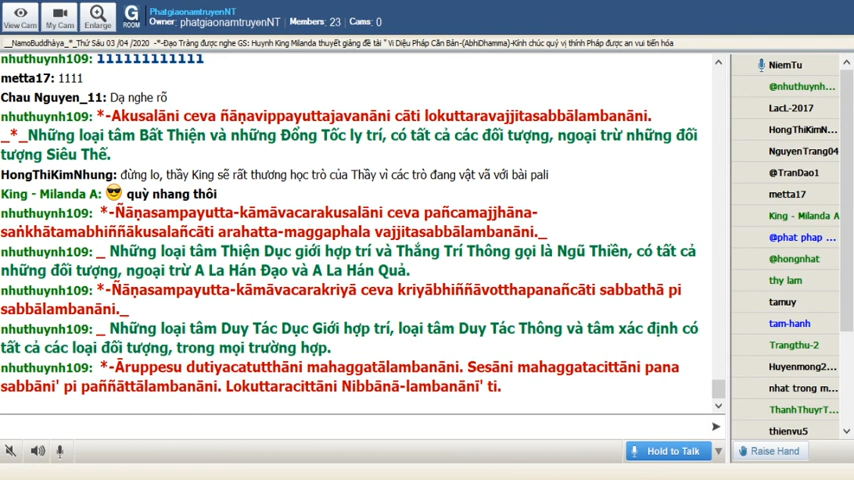 View Cam
My Cam
Enlarge
G
ROOM
PhatgiaonamtruyenNT
Owner: phatgiaonamtruyenNT | Members: 23 | Cams: 0
__NamoBuddhàya_*_Thứ Sáu 03 /04 /2020 -*-Đạo Tràng được nghe GS: Huynh King Milanda thuyết giảng đề tài " Vi Diệu Pháp Căn Bản-(AbhiDhamma)-Kính chúc quý vị thính Pháp được an vui tiến hóa
nhuthuynh109: 111111111111
metta17: 1111
Chau Nguyen_11: Dạ nghe rõ
nhuthuynh109: *-Akusalāni ceva ñāṇavippayuttajavanāni cāti lokuttaravajjitasabbālambanāni.
_*_Những loại tâm Bất Thiện và những Đổng Tốc ly trí, có tất cả các đối tượng, ngoại trừ những đối
tượng Siêu Thế.
HongThiKimNhung: đừng lo, thầy King sẽ rất thương học trò của Thầy vì các trò đang vật vã với bài pali
King - Milanda A: quỳ nhang thôi
nhuthuynh109: *-Ñāṇasampayutta-kāmāvacarakusalāni ceva pañcamajjhāna-
saṅkhātamabhiññākusalañcāti arahatta-maggaphala vajjitasabbālambanāni._
nhuthuynh109: _ Những loại tâm Thiện Dục giới hợp trí và Thắng Trí Thông gọi là Ngũ Thiền, có tất cả
những đối tượng, ngoại trừ A La Hán Đạo và A La Hán Quả.
nhuthuynh109: *-Ñāṇasampayutta-kāmāvacarakriyā ceva kriyābhiññāvotthapanañcāti sabbathā pi
sabbālambanāni._
nhuthuynh109: _ Những loại tâm Duy Tác Dục Giới hợp trí, loại tâm Duy Tác Thông và tâm xác định có
tất cả các loại đối tượng, trong mọi trường hợp.
nhuthuynh109: *-Āruppesu dutiyacatutthāni mahaggatālambanāni. Sesāni mahaggatacittāni pana
sabbāni' pi paññāttālambanāni. Lokuttaracittāni Nibbānā-lambanānī' ti.
Hold to Talk
Raise Hand
NiemTu
@nhuthuynh...
LacL-2017
HongThiKimN...
NguyenTrang04
@TranDao1
metta17
King - Milanda A
@phat phap ...
@hongnhat
thy lam
tamuy
tam-hanh
Trangthu-2
Huyenmong2...
nhat trong m...
ThanhThuyrT...
thienvu5